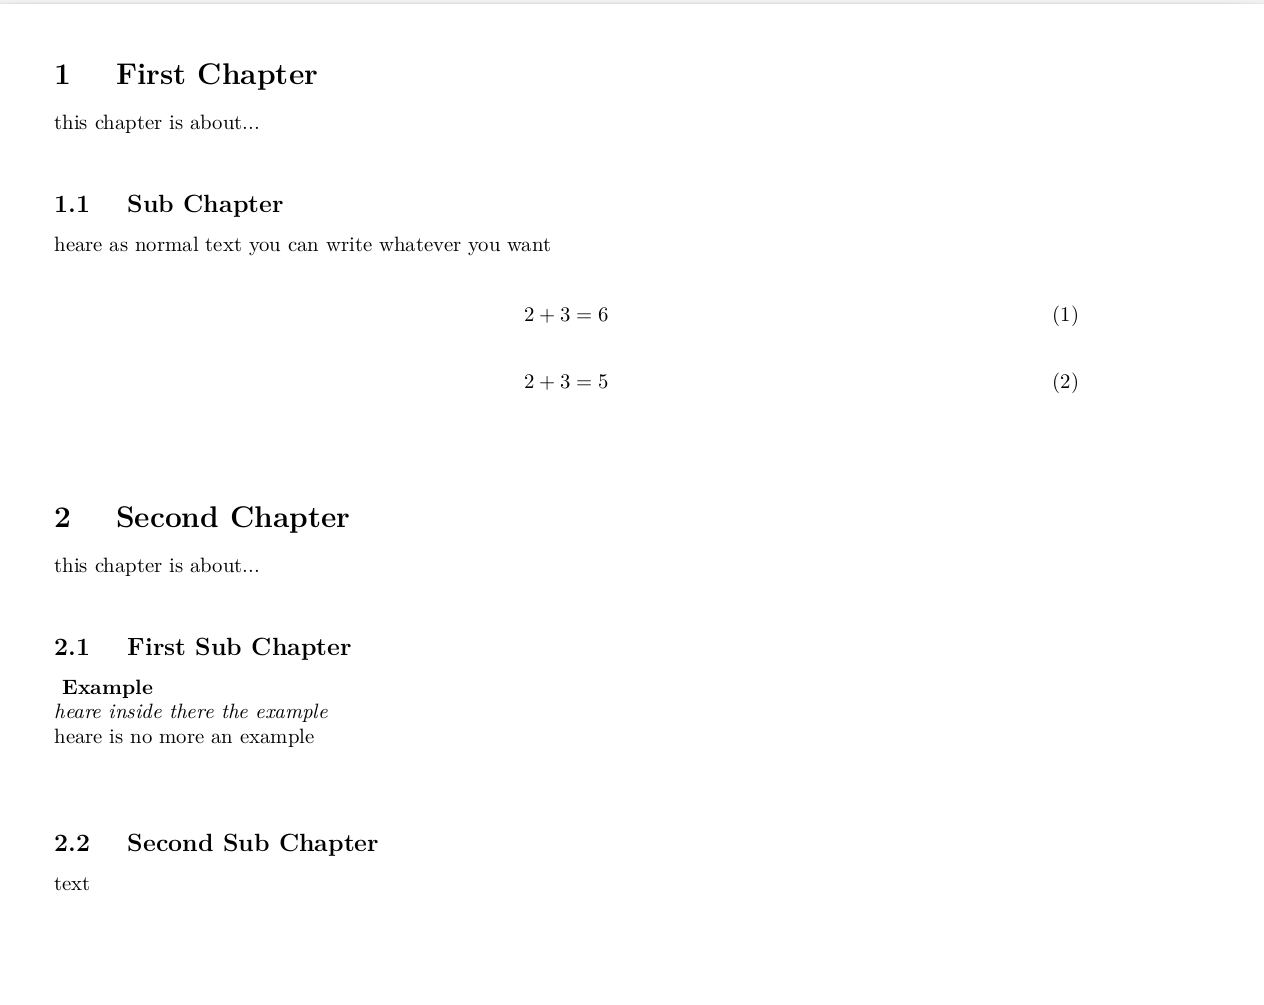 1 First Chapter
this chapter is about...
1.1 Sub Chapter
heare as normal text you can write whatever you want
2 + 3 = 6 (1)
2 + 3 = 5 (2)
2 Second Chapter
this chapter is about...
2.1 First Sub Chapter
Example
heare inside there the example
heare is no more an example
2.2 Second Sub Chapter
text